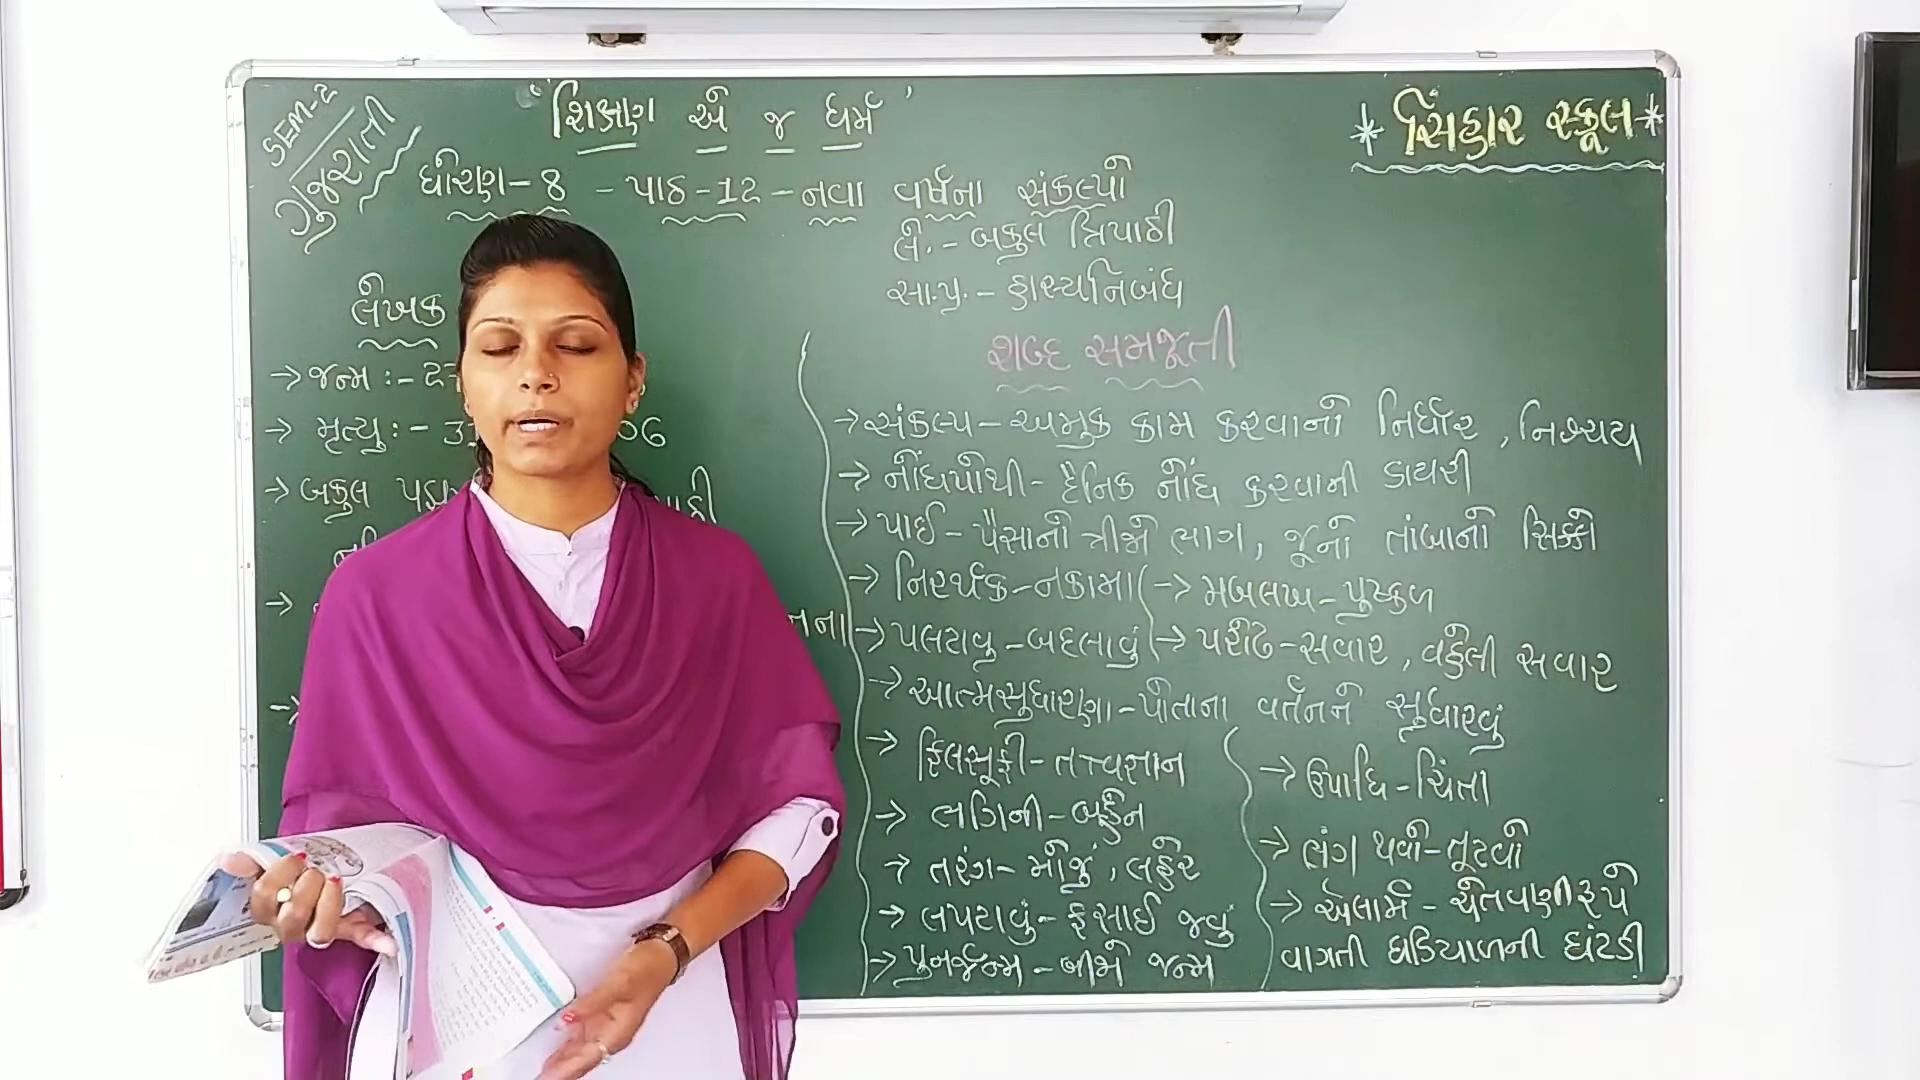 SEM-2
ગુજરાતી
"શિક્ષણ એ જ ધર્મ"
* સિંહાર સ્કૂલ *
ધોરણ-8 - પાઠ-12 - નવા વર્ષના સંકલ્પો
લે. - બકુલ ત્રિપાઠી
સા.પ્ર. - હાસ્યનિબંધ
લેખક
→ જન્મ :-
→ મૃત્યુ :-
→ બકુલ
શબ્દ સમજૂતી
→ સંકલ્પ - અમુક કામ કરવાનો નિર્ધાર, નિશ્ચય
→ નોંધપોથી - દૈનિક નોંધ કરવાની ડાયરી
→ પાઈ - પૈસાનો ત્રીજો ભાગ, જૂનો તાંબાનો સિક્કો
→ નિરર્થક - નકામા → મબલખ - પુષ્કળ
→ પલટાવુ - બદલાવું → પરોઢ - સવાર, વહેલી સવાર
→ આત્મસુધારણા - પોતાના વર્તનને સુધારવું
→ ફિલસૂફી - તત્ત્વજ્ઞાન
→ ભગિની - બહેન
→ તરંગ - મોજું, લહેર
→ લપટાવું - ફસાઈ જવું
→ પુનર્જન્મ - બીજો જન્મ
→ ઉપાધિ - ચિંતા
→ ભંગ થવો - તૂટવો
→ એલાર્મ - ચેતવણીરૂપે
વાગતી ઘડિયાળની ઘંટડી